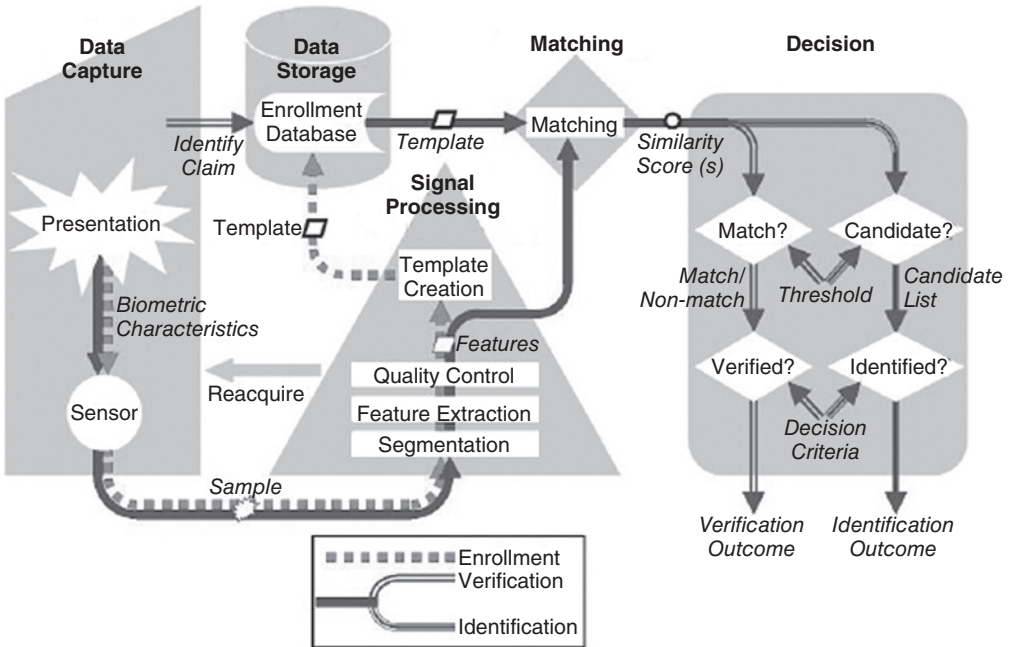 Data
Capture
Data
Storage
Matching
Decision
Enrollment
Database
Identify
Claim
Template
Matching
Similarity
Score (s)
Signal
Processing
Presentation
Template
Template
Creation
Match?
Candidate?
Match/
Non-match
Threshold
Candidate
List
Biometric
Characteristics
Features
Reacquire
Quality Control
Verified?
Identified?
Sensor
Feature Extraction
Segmentation
Decision
Criteria
Sample
Verification
Outcome
Identification
Outcome
Enrollment
Verification
Identification